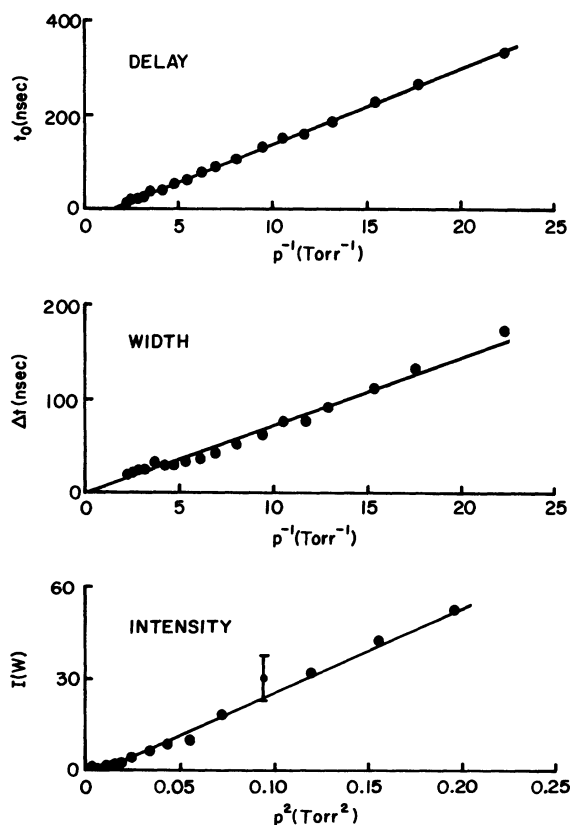 400
200
0
t₀(nsec)
DELAY
0 5 10 15 20 25
p⁻¹(Torr⁻¹)
200
100
0
Δt(nsec)
WIDTH
0 5 10 15 20 25
p⁻¹(Torr⁻¹)
60
30
0
I(W)
INTENSITY
0 0.05 0.10 0.15 0.20 0.25
p²(Torr²)